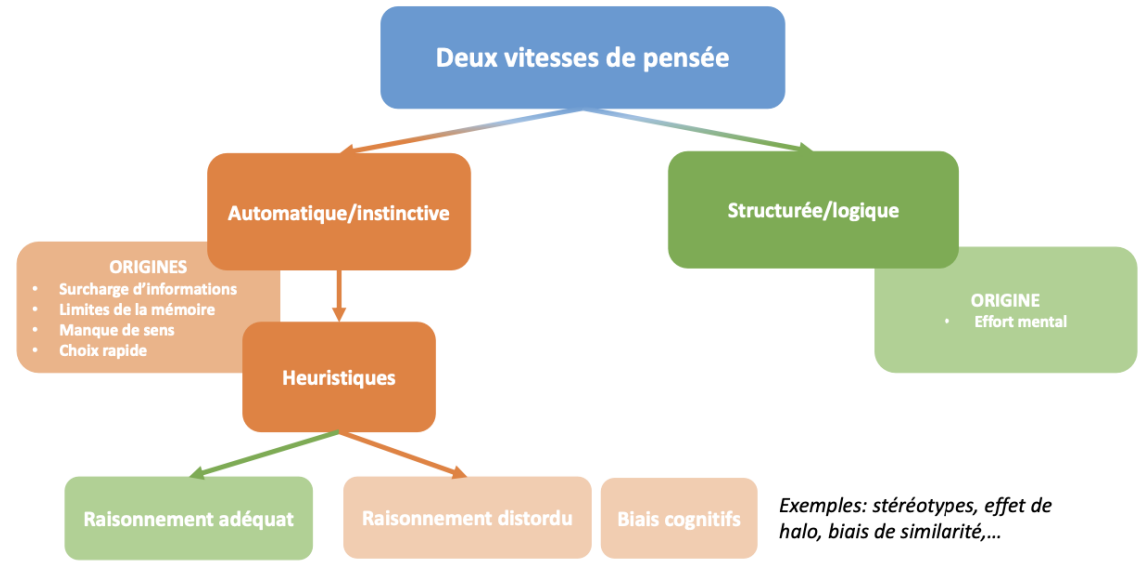 Deux vitesses de pensée
Automatique/instinctive
Structurée/logique
ORIGINES
• Surcharge d'informations
• Limites de la mémoire
• Manque de sens
• Choix rapide
ORIGINE
• Effort mental
Heuristiques
Raisonnement adéquat
Raisonnement distordu
Biais cognitifs
Exemples: stéréotypes, effet de
halo, biais de similarité,...